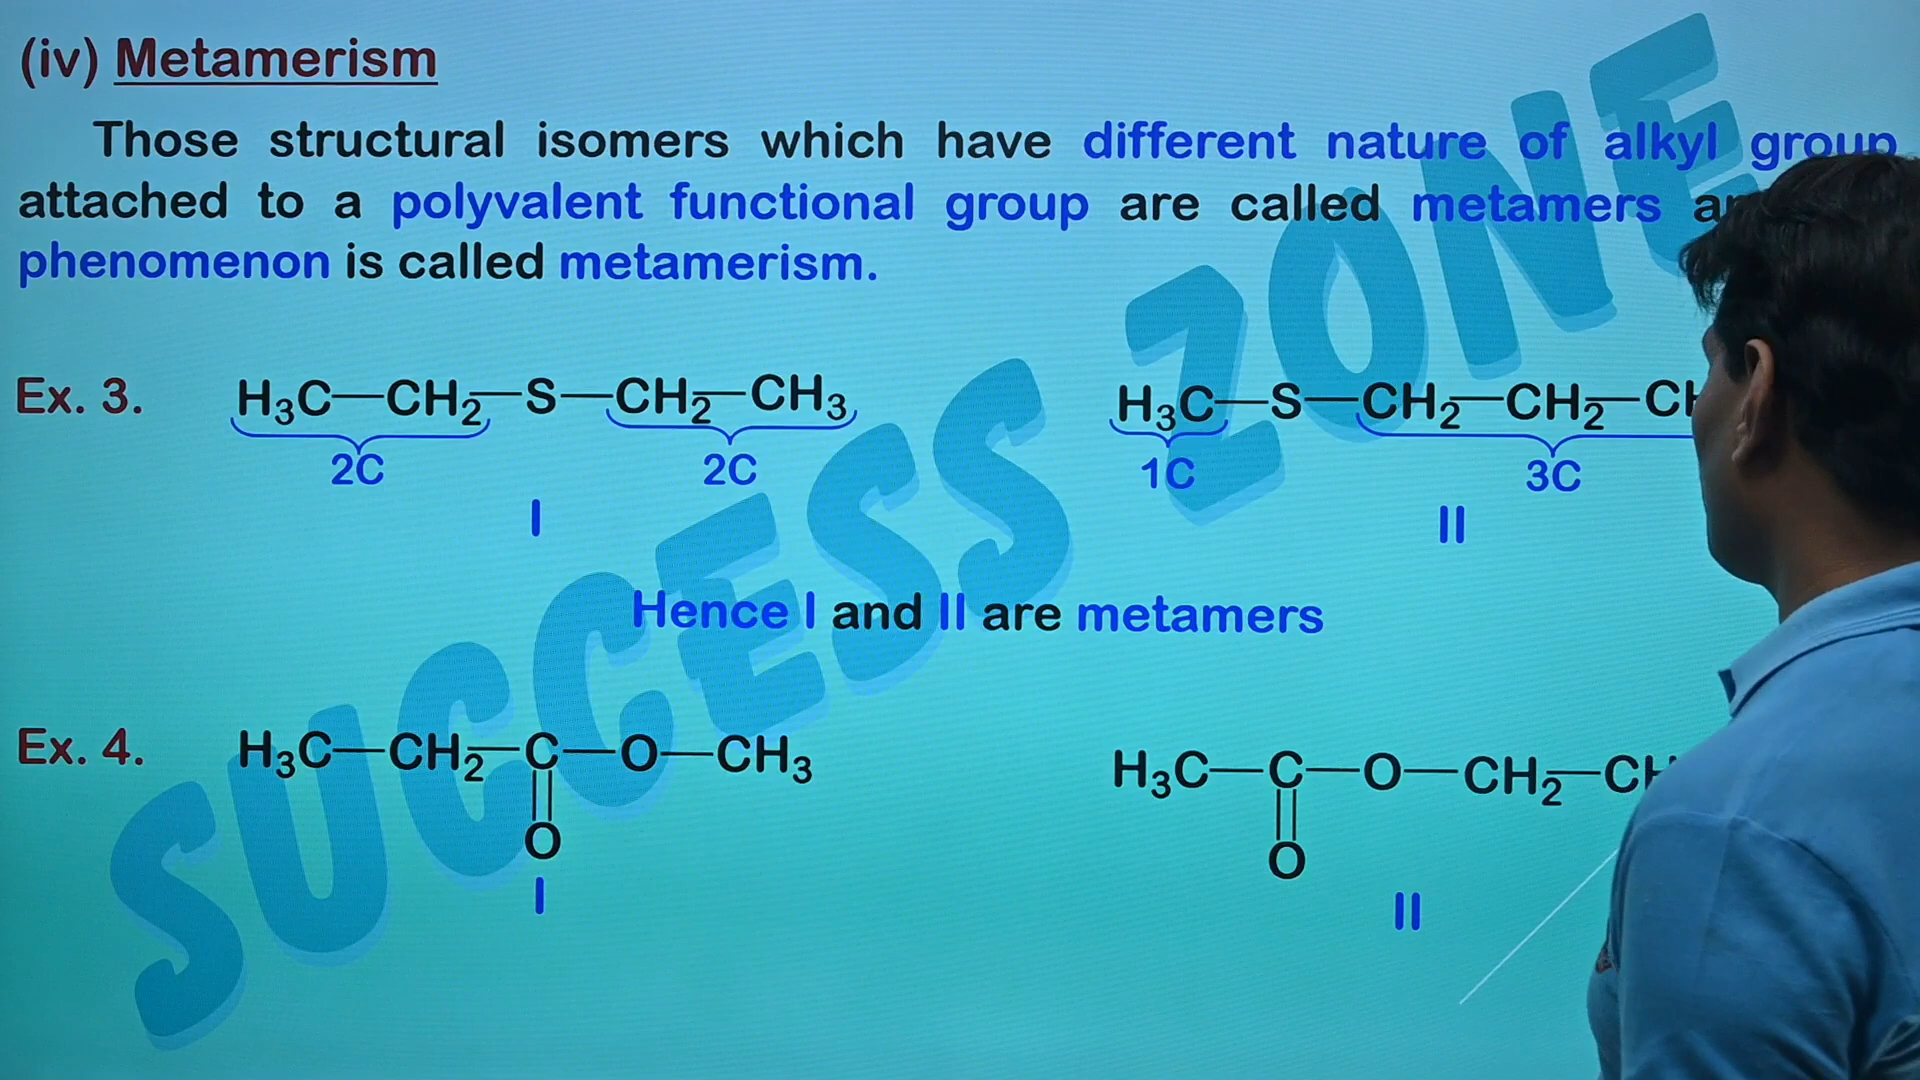 (iv) Metamerism
Those structural isomers which have different nature of alkyl group
attached to a polyvalent functional group are called metamers
phenomenon is called metamerism.
Ex. 3. H₃C—CH₂—S—CH₂—CH₃ H₃C—S—CH₂—CH₂—CH
2C 2C 1C 3C
I II
Hence I and II are metamers
Ex. 4. H₃C—CH₂—C—O—CH₃ H₃C—C—O—CH₂—CH
O O
I II
SUCCESS ZONE